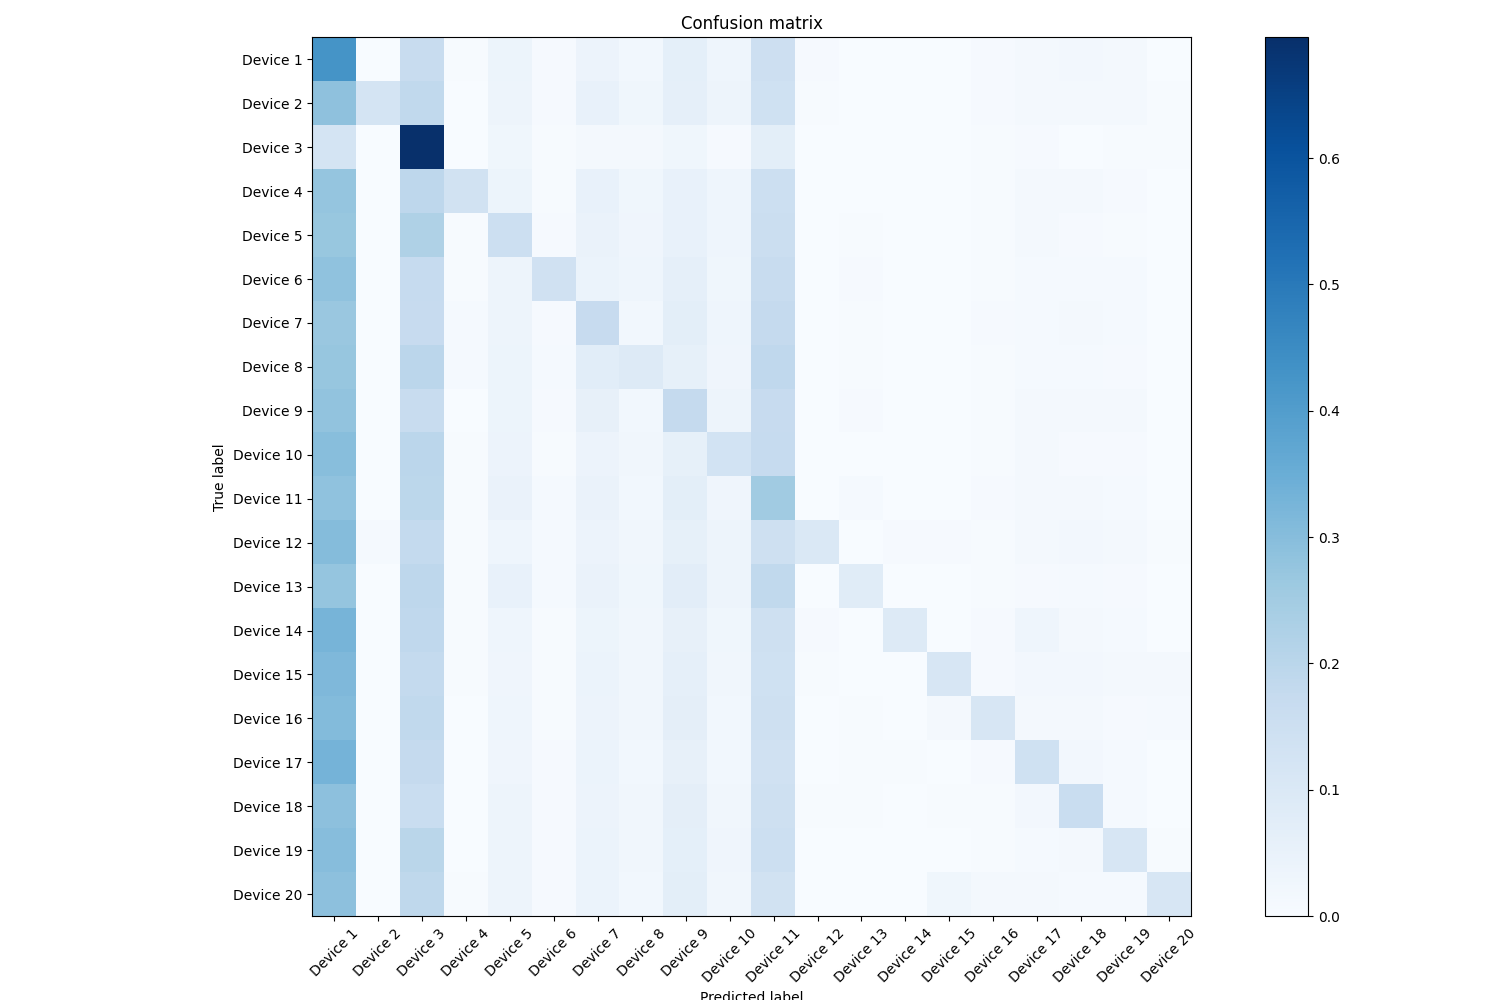 Confusion matrix
True label
Device 1
Device 2
Device 3
Device 4
Device 5
Device 6
Device 7
Device 8
Device 9
Device 10
Device 11
Device 12
Device 13
Device 14
Device 15
Device 16
Device 17
Device 18
Device 19
Device 20
Device 1
Device 2
Device 3
Device 4
Device 5
Device 6
Device 7
Device 8
Device 9
Device 10
Device 11
Device 12
Device 13
Device 14
Device 15
Device 16
Device 17
Device 18
Device 19
Device 20
Predicted label
0.6
0.5
0.4
0.3
0.2
0.1
0.0